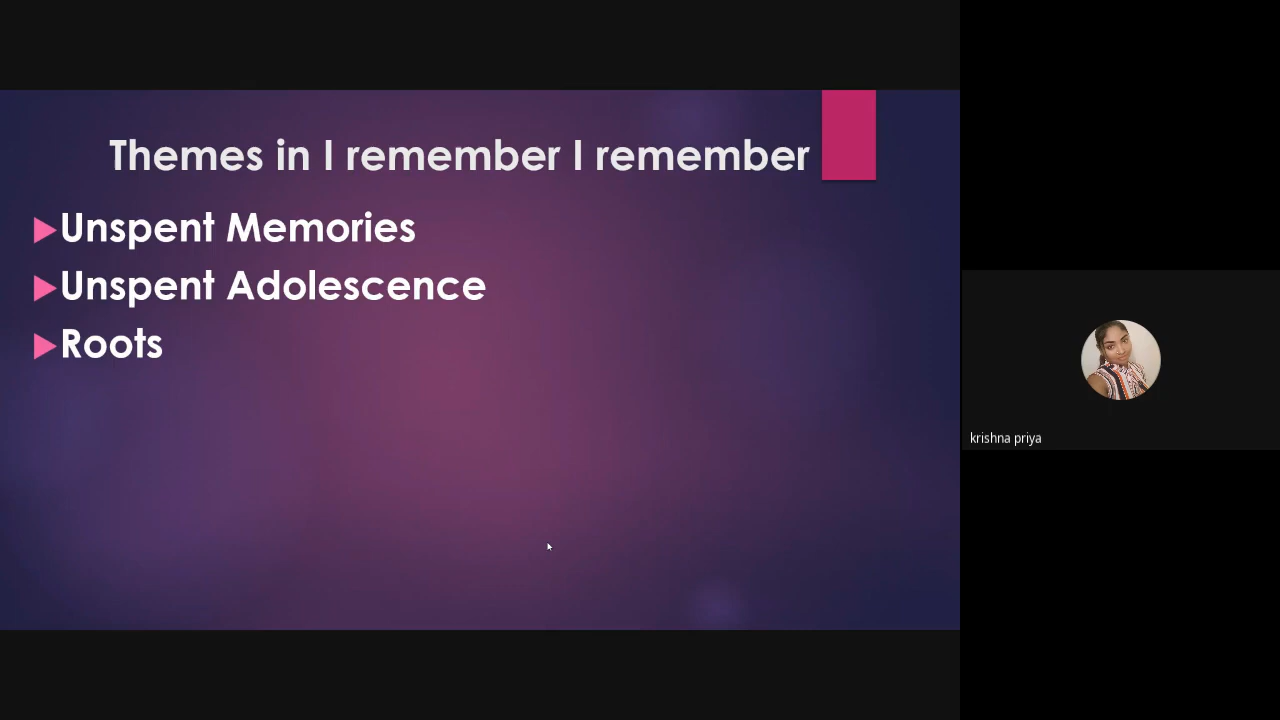 Themes in I remember I remember
Unspent Memories
Unspent Adolescence
Roots
krishna priya